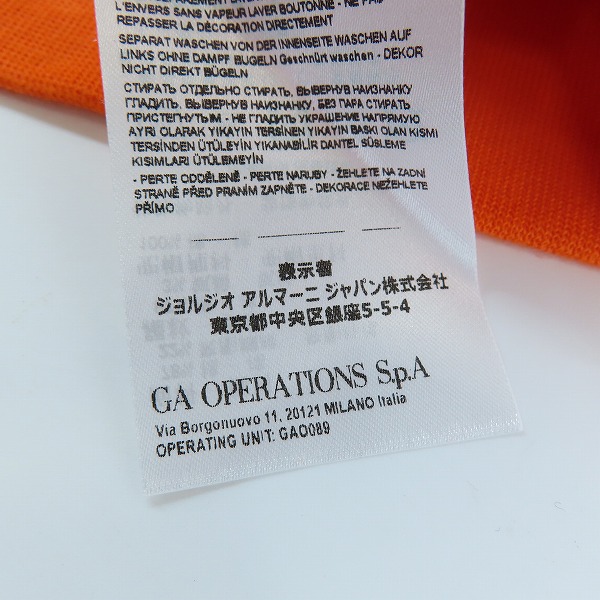 L'ENVERS SANS VAPEUR LAVER BOUTONNE - NE PAS
REPASSER LA DÉCORATION DIRECTEMENT
SEPARAT WASCHEN VON DER INNENSEITE WASCHEN AUF
LINKS OHNE DAMPF BÜGELN Geschnürt waschen - DEKOR
NICHT DIREKT BÜGELN
СТИРАТЬ ОТДЕЛЬНО СТИРАТЬ, ВЫВЕРНУВ НАИЗНАНКУ
ГЛАДИТЬ, ВЫВЕРНУВ НАИЗНАНКУ, БЕЗ ПАРА СТИРАТЬ
ПРИСТЕГНУТЫМ - НЕ ГЛАДИТЬ УКРАШЕНИЕ НАПРЯМУЮ
AYRI OLARAK YIKAYIN TERSİNEN YIKAYIN BASKI OLAN KISMI
TERSİNDEN ÜTÜLEYİN YIKANABİLİR DANTEL SÜSLEME
KISIMLARI ÜTÜLEMEYİN
- PERTE ODDĚLENĚ - PERTE NARUBY - ŽEHLETE NA ZADNÍ
STRANĚ PŘED PRANÍM ZAPNĚTE - DEKORACE NEŽEHLETE
PŘÍMO
表示者
ジョルジオ アルマーニ ジャパン株式会社
東京都中央区銀座5-5-4
GA OPERATIONS S.p.A
Via Borgonuovo 11, 20121 MILANO Italia
OPERATING UNIT: GAO089